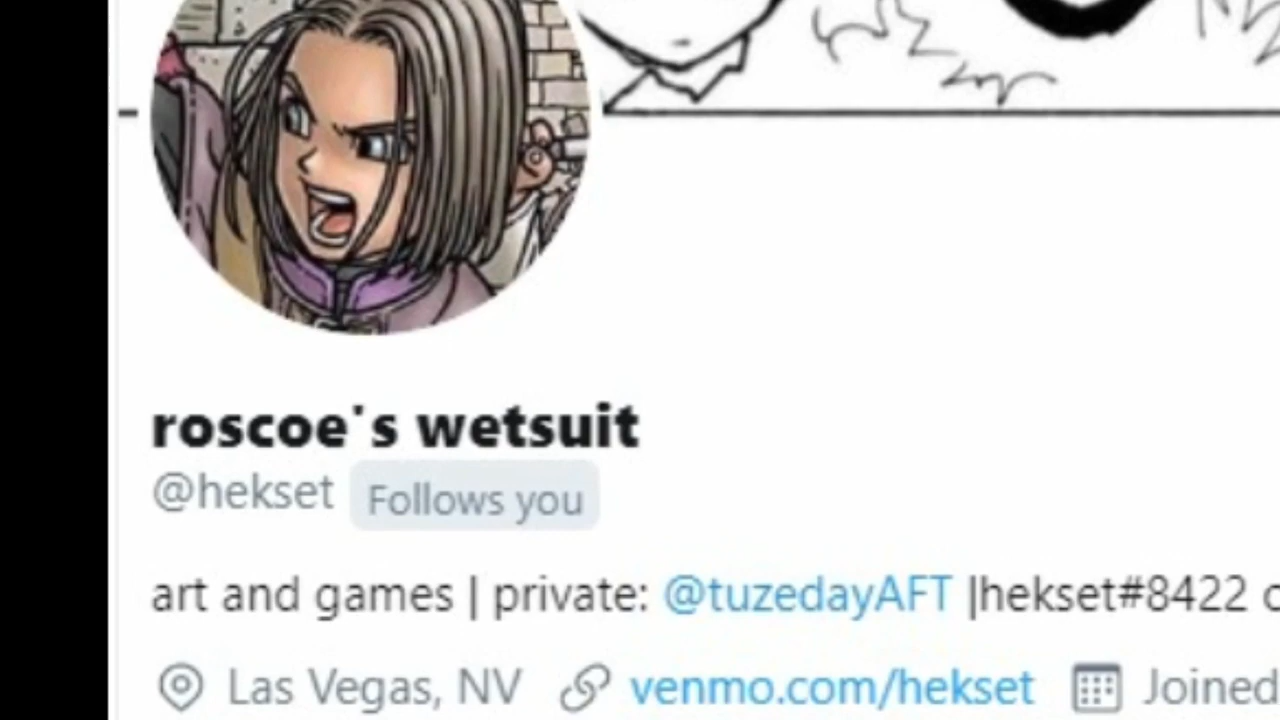 roscoe's wetsuit
@hekset Follows you
art and games | private: @tuzedayAFT |hekset#8422
Las Vegas, NV venmo.com/hekset Joined